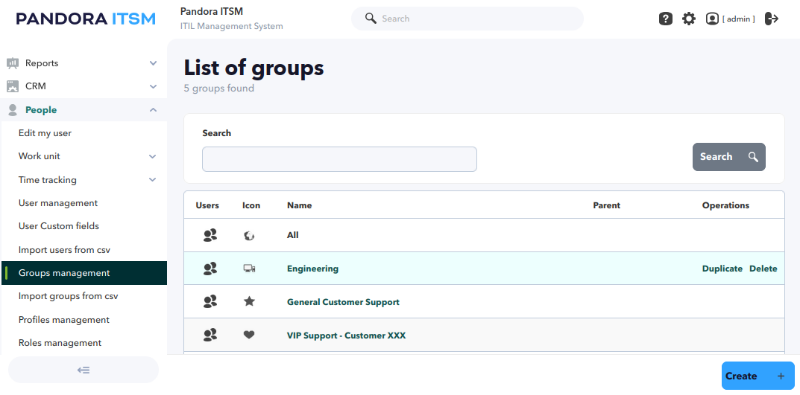 PANDORA ITSM
Pandora ITSM
ITIL Management System
Search
? [ admin ]
Reports
CRM
People
Edit my user
Work unit
Time tracking
User management
User Custom fields
Import users from csv
Groups management
Import groups from csv
Profiles management
Roles management
List of groups
5 groups found
Search
Search
Users Icon Name Parent Operations
All
Engineering Duplicate Delete
General Customer Support
VIP Support - Customer XXX
Create +